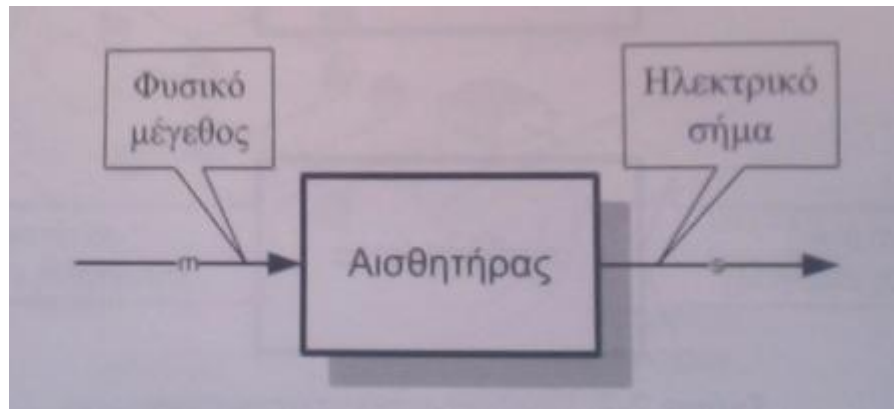 Φυσικό
μέγεθος
Ηλεκτρικό
σήμα
m
Αισθητήρας
s